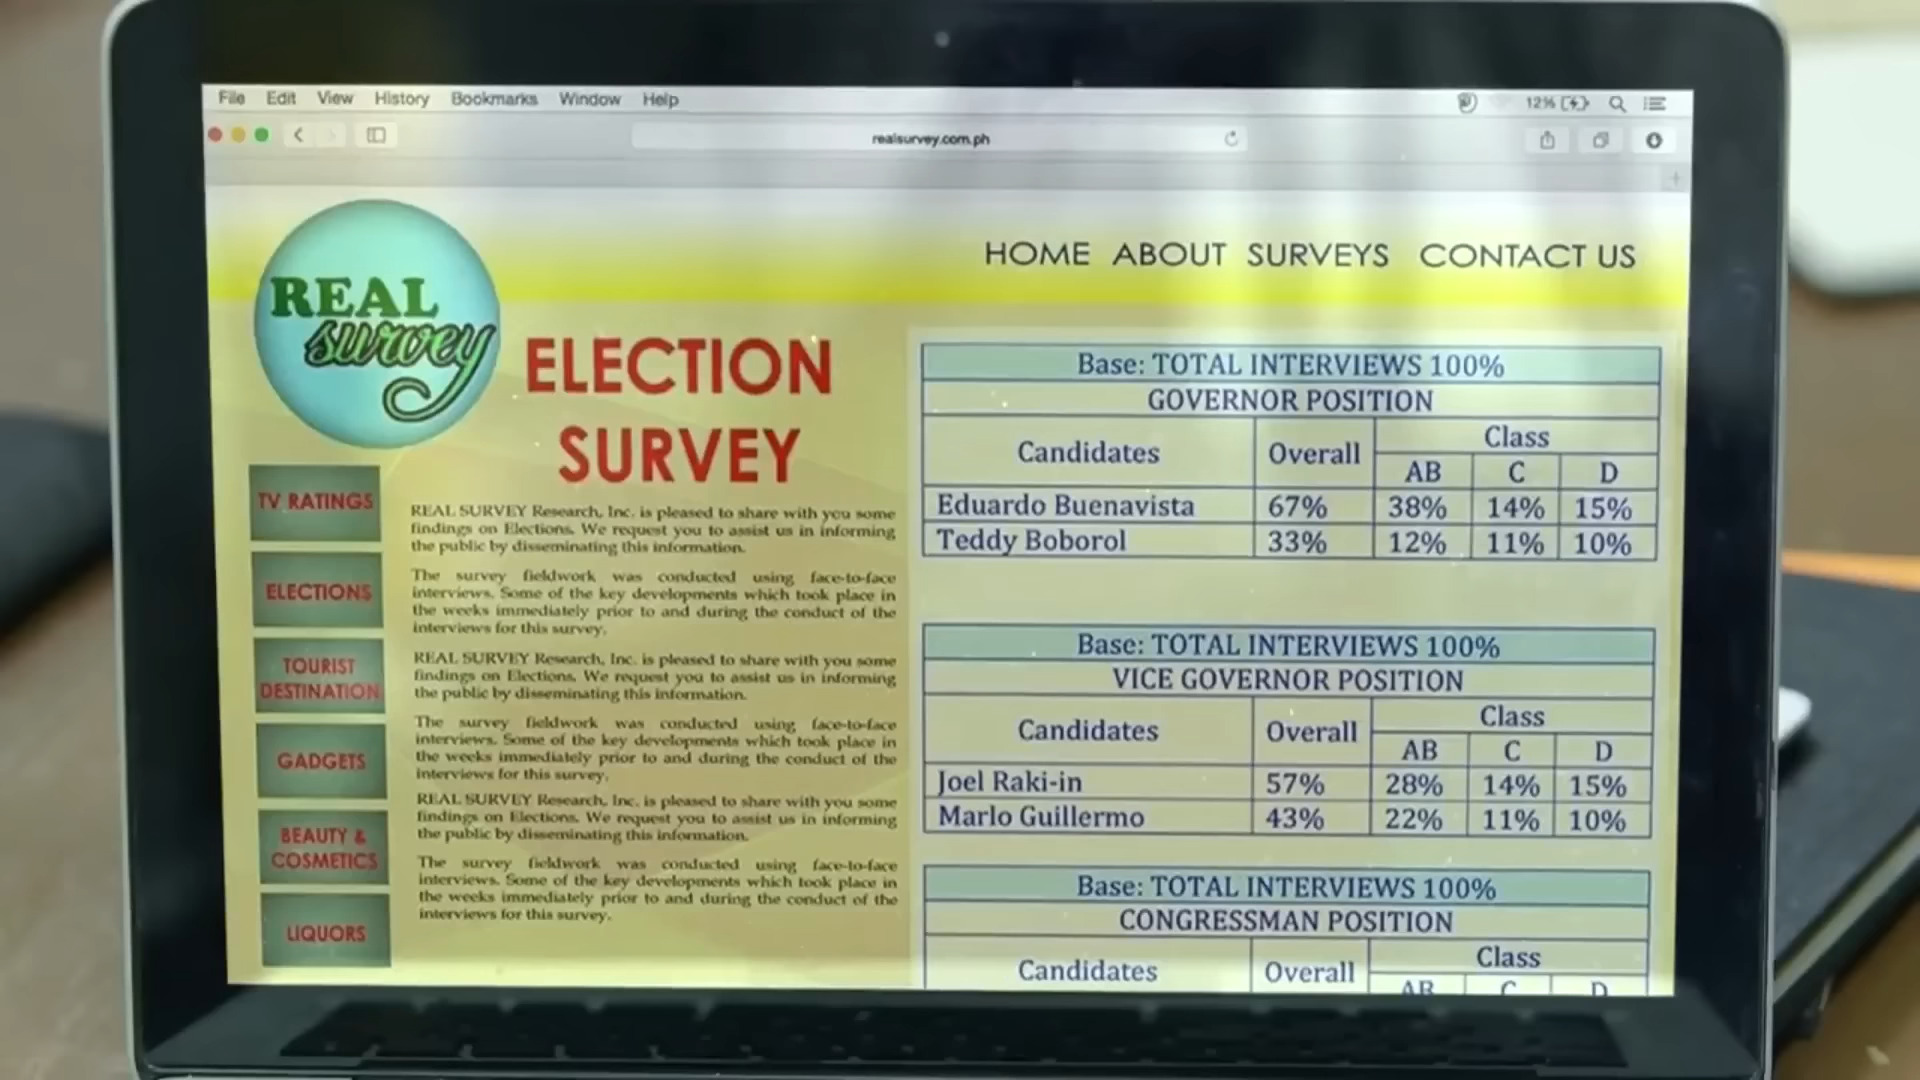 File Edit View History Bookmarks Window Help
12%
realsurvey.com.ph
REAL
survey
HOME ABOUT SURVEYS CONTACT US
ELECTION
SURVEY
TV RATINGS
ELECTIONS
TOURIST
DESTINATION
GADGETS
BEAUTY &
COSMETICS
LIQUORS
REAL SURVEY Research, Inc. is pleased to share with you some
findings on Elections. We request you to assist us in informing
the public by disseminating this information.
The survey fieldwork was conducted using face-to-face
interviews. Some of the key developments which took place in
the weeks immediately prior to and during the conduct of the
interviews for this survey.
REAL SURVEY Research, Inc. is pleased to share with you some
findings on Elections. We request you to assist us in informing
the public by disseminating this information.
The survey fieldwork was conducted using face-to-face
interviews. Some of the key developments which took place in
the weeks immediately prior to and during the conduct of the
interviews for this survey.
REAL SURVEY Research, Inc. is pleased to share with you some
findings on Elections. We request you to assist us in informing
the public by disseminating this information.
The survey fieldwork was conducted using face-to-face
interviews. Some of the key developments which took place in
the weeks immediately prior to and during the conduct of the
interviews for this survey.
Base: TOTAL INTERVIEWS 100%
GOVERNOR POSITION
Candidates Overall Class
AB C D
Eduardo Buenavista 67% 38% 14% 15%
Teddy Boborol 33% 12% 11% 10%
Base: TOTAL INTERVIEWS 100%
VICE GOVERNOR POSITION
Candidates Overall Class
AB C D
Joel Raki-in 57% 28% 14% 15%
Marlo Guillermo 43% 22% 11% 10%
Base: TOTAL INTERVIEWS 100%
CONGRESSMAN POSITION
Candidates Overall Class
AB C D